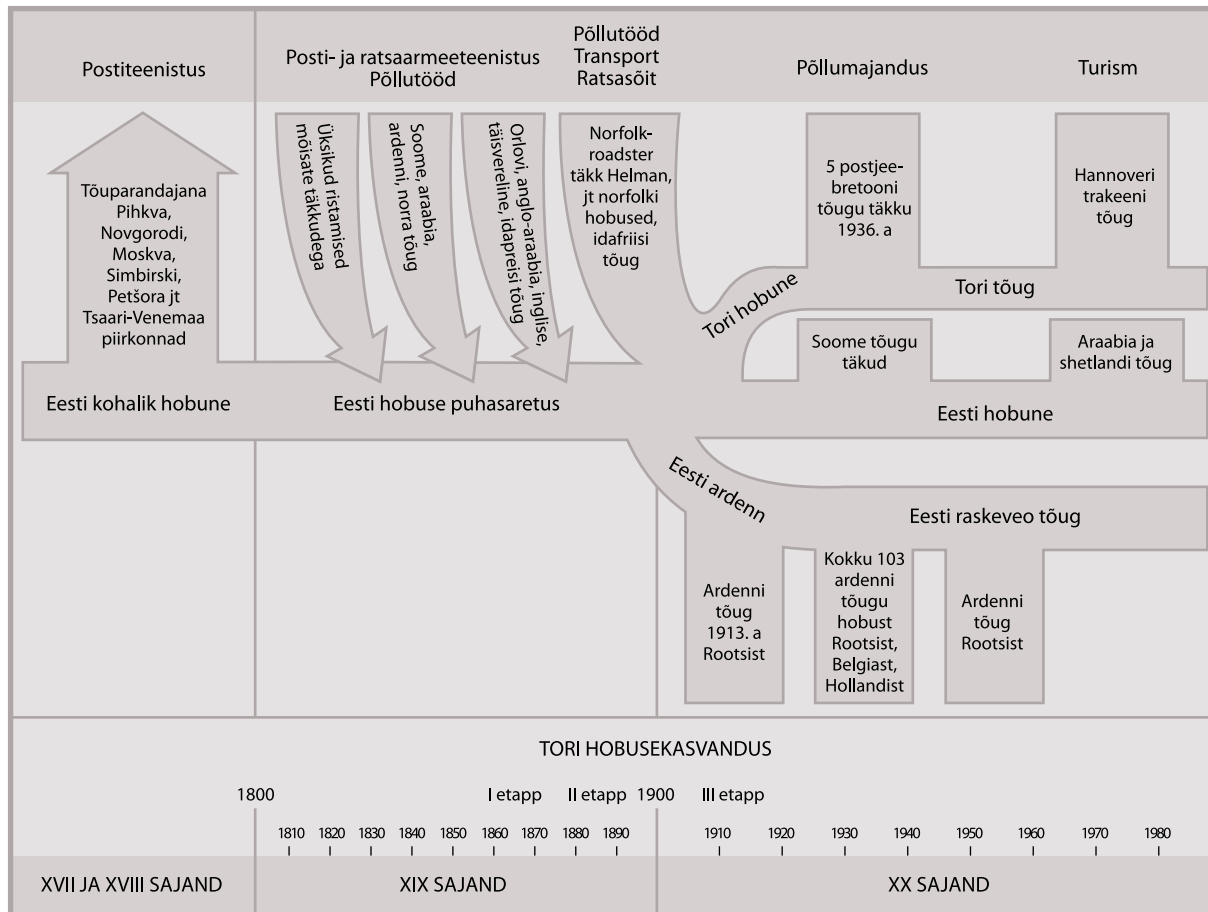 Postiteenistus
Posti- ja ratsaarmeeteenistus
Põllutööd
Põllutööd
Transport
Ratsasõit
Põllumajandus
Turism
Tõuparandajana
Pihkva,
Novgorodi,
Moskva,
Simbirski,
Petšora jt
Tsaari-Venemaa
piirkonnad
Üksikud ristamised
mõisate täkkudega
Soome, araabia,
ardenni, norra tõug
Orlovi, anglo-araabia, inglise,
täisvereline, idapreisi tõug
Norfolk-
roadster
täkk Helman,
jt norfolki
hobused,
idafriisi
tõug
5 postjee-
bretooni
tõugu täkku
1936. a
Hannoveri
trakeeni
tõug
Tori hobune
Tori tõug
Soome tõugu
täkud
Araabia ja
shetlandi tõug
Eesti kohalik hobune
Eesti hobuse puhasaretus
Eesti hobune
Eesti ardenn
Eesti raskeveo tõug
Ardenni
tõug
1913. a
Rootsist
Kokku 103
ardenni
tõugu
hobust
Rootsist,
Belgiast,
Hollandist
Ardenni
tõug
Rootsist
TORI HOBUSEKASVANDUS
1800 I etapp II etapp 1900 III etapp
1810 1820 1830 1840 1850 1860 1870 1880 1890 1910 1920 1930 1940 1950 1960 1970 1980
XVII JA XVIII SAJAND
XIX SAJAND
XX SAJAND